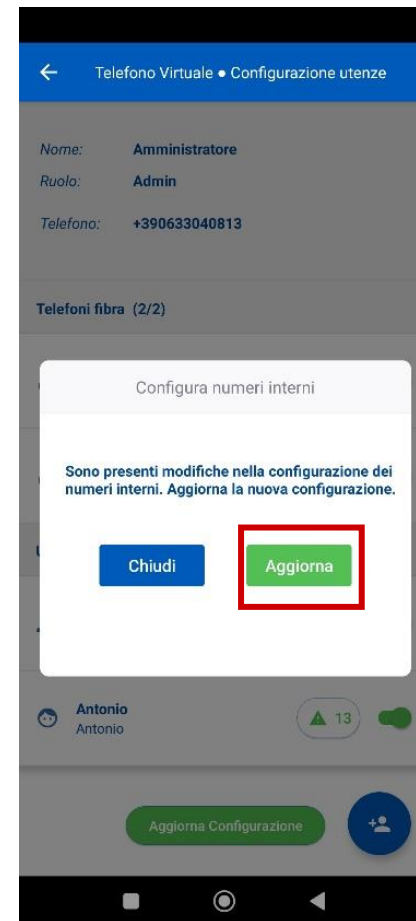 Telefono Virtuale ● Configurazione utenze
Nome: Amministratore
Ruolo: Admin
Telefono: +390633040813
Telefoni fibra (2/2)
Configura numeri interni
Sono presenti modifiche nella configurazione dei
numeri interni. Aggiorna la nuova configurazione.
Chiudi Aggiorna
Antonio
Antonio
13
Aggiorna Configurazione